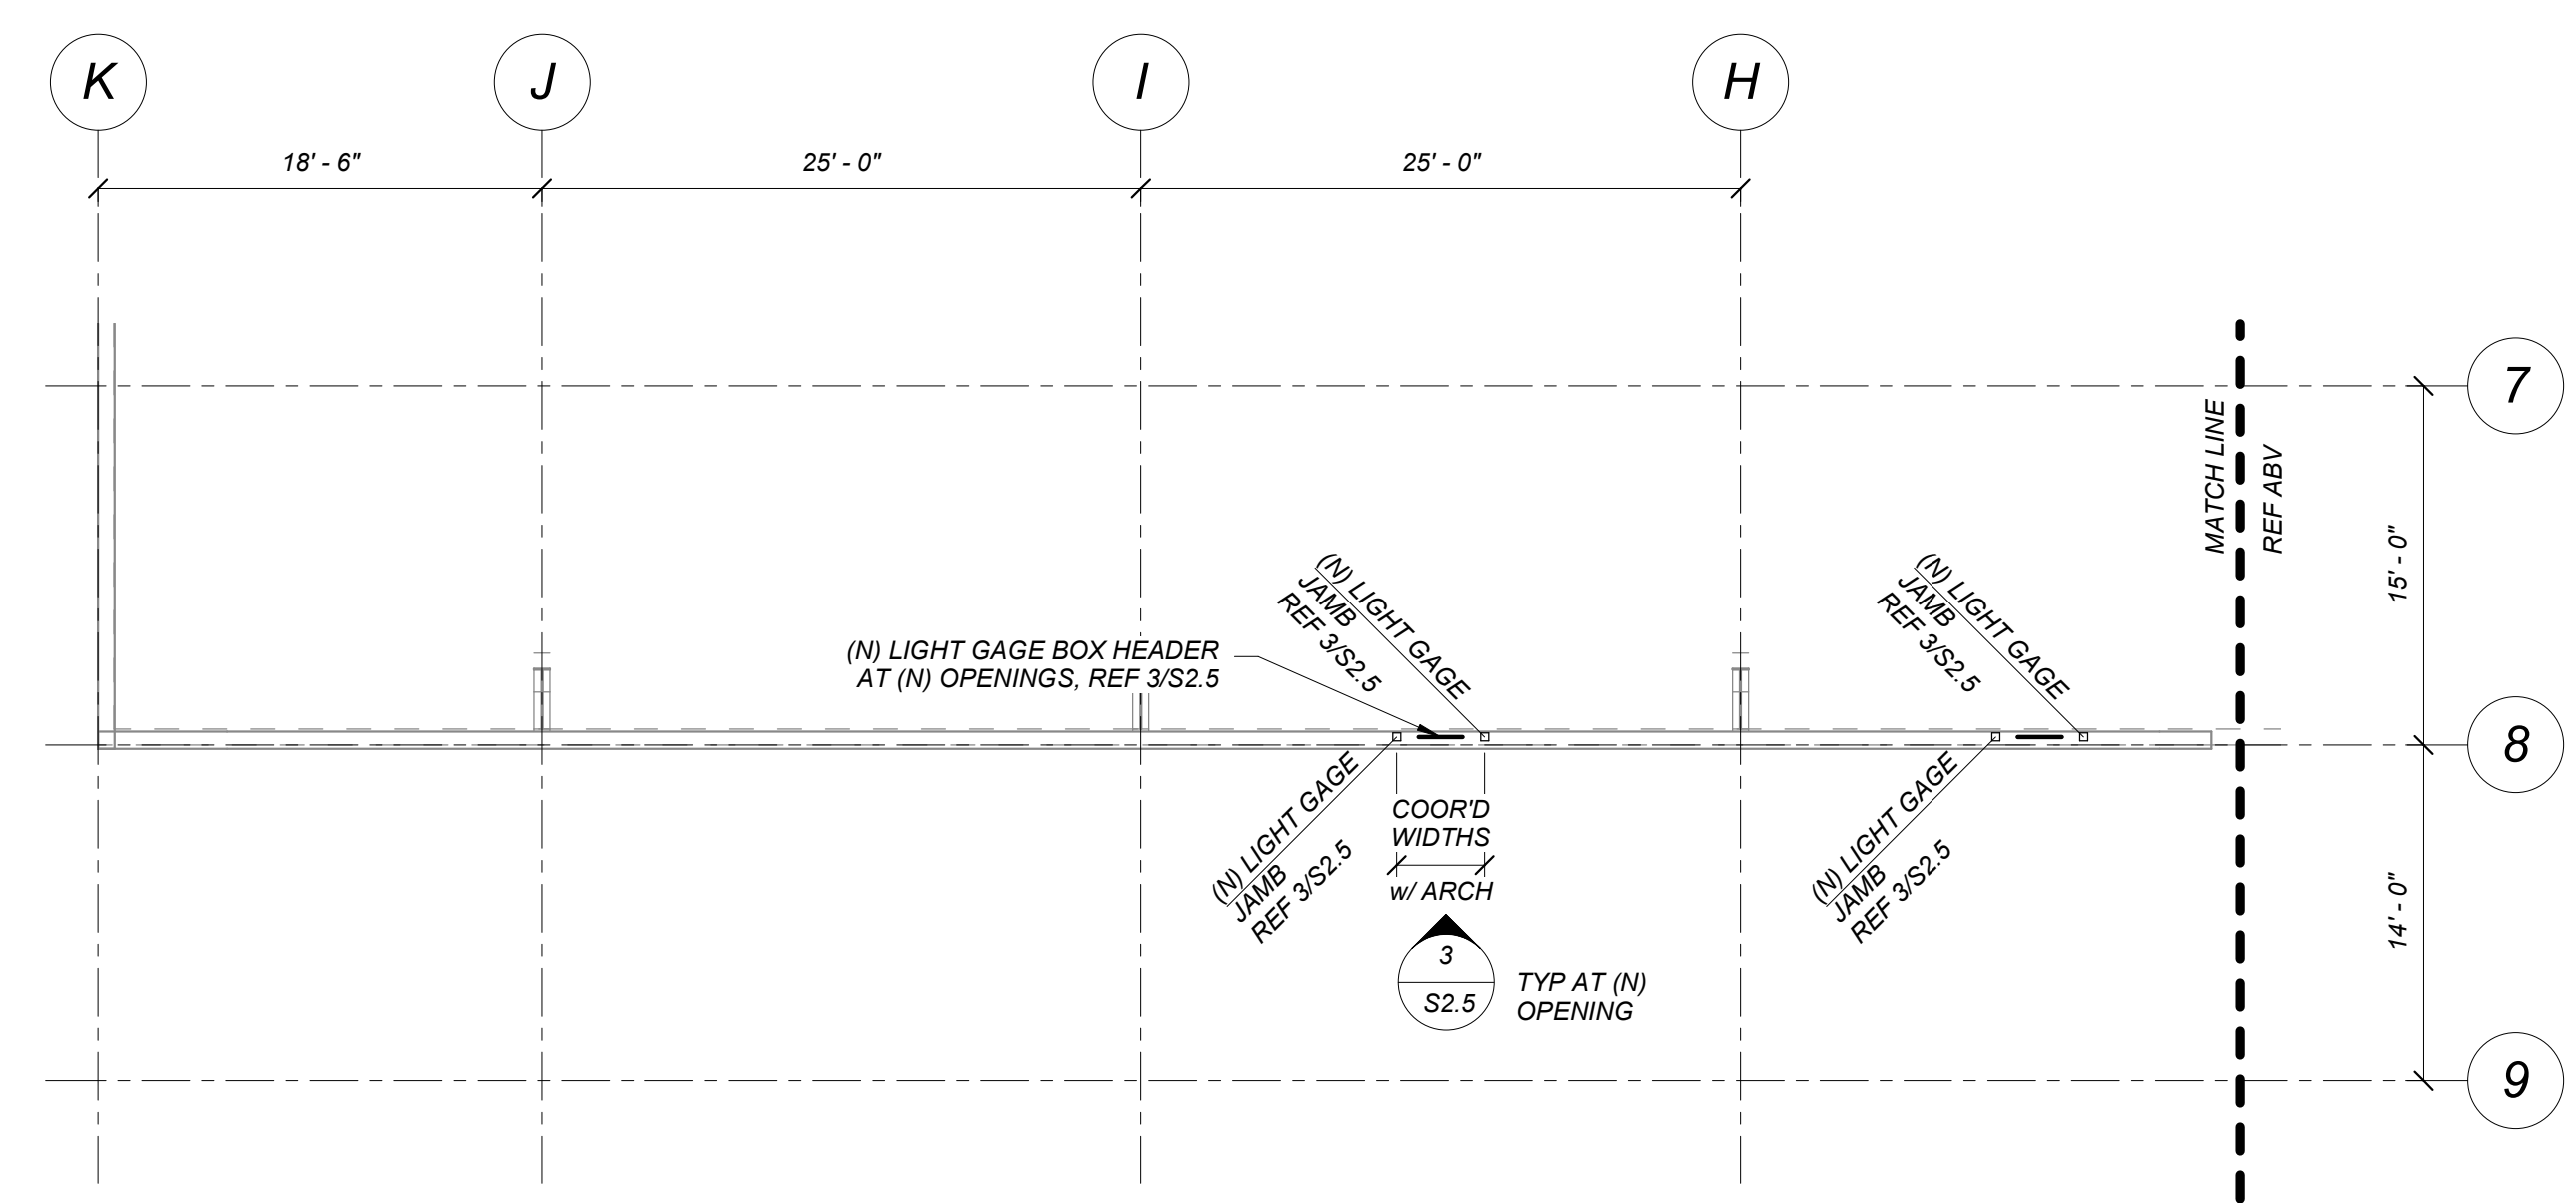 K
J
I
H
18' - 6"
25' - 0"
25' - 0"
7
8
9
15' - 0"
14' - 0"
MATCH LINE
REF ABV
(N) LIGHT GAGE BOX HEADER
AT (N) OPENINGS, REF 3/S2.5
(N) LIGHT GAGE
JAMB
REF 3/S2.5
(N) LIGHT GAGE
JAMB
REF 3/S2.5
(N) LIGHT GAGE
JAMB
REF 3/S2.5
(N) LIGHT GAGE
JAMB
REF 3/S2.5
COOR'D
WIDTHS
w/ ARCH
3
S2.5
TYP AT (N)
OPENING